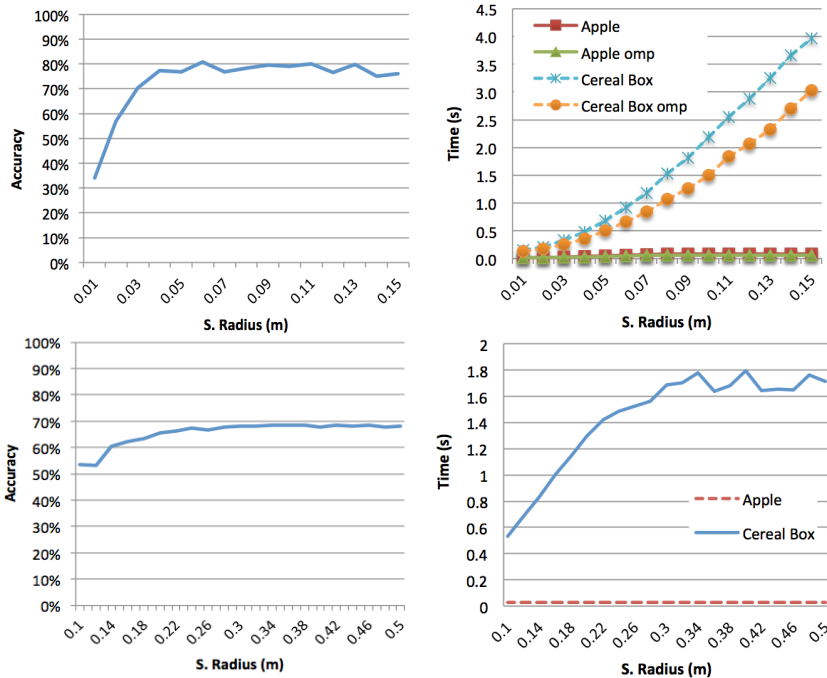 100%
90%
80%
70%
60%
50%
40%
30%
20%
10%
0%
Accuracy
0.01 0.03 0.05 0.07 0.09 0.11 0.13 0.15
S. Radius (m)
4.5
4.0
3.5
3.0
2.5
2.0
1.5
1.0
0.5
0.0
Time (s)
Apple
Apple omp
Cereal Box
Cereal Box omp
0.01 0.03 0.05 0.07 0.09 0.11 0.13 0.15
S. Radius (m)
100%
90%
80%
70%
60%
50%
40%
30%
20%
10%
0%
Accuracy
0.1 0.14 0.18 0.22 0.26 0.3 0.34 0.38 0.42 0.46 0.5
S. Radius (m)
2
1.8
1.6
1.4
1.2
1
0.8
0.6
0.4
0.2
0
Time (s)
Apple
Cereal Box
0.1 0.14 0.18 0.22 0.26 0.3 0.34 0.38 0.42 0.46 0.5
S. Radius (m)